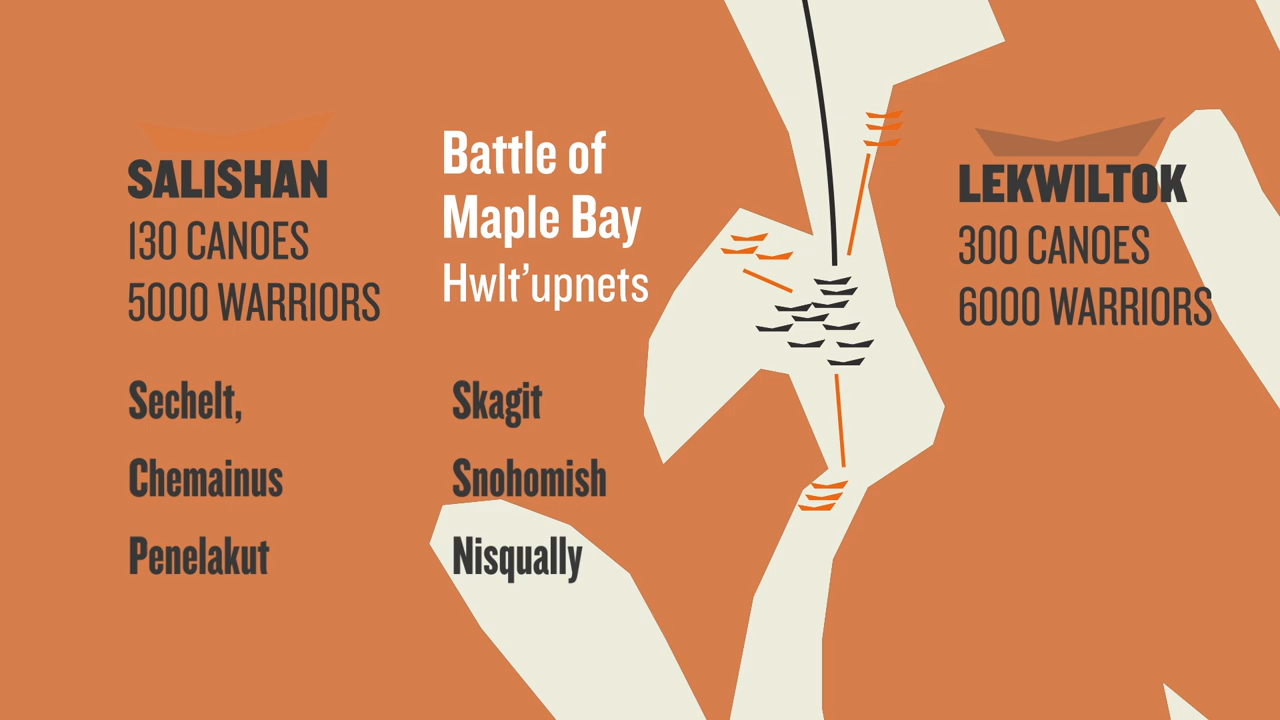 SALISHAN
130 CANOES
5000 WARRIORS
Battle of
Maple Bay
Hwlt’upnets
LEKWILTOK
300 CANOES
6000 WARRIORS
Sechelt,
Chemainus
Penelakut
Skagit
Snohomish
Nisqually